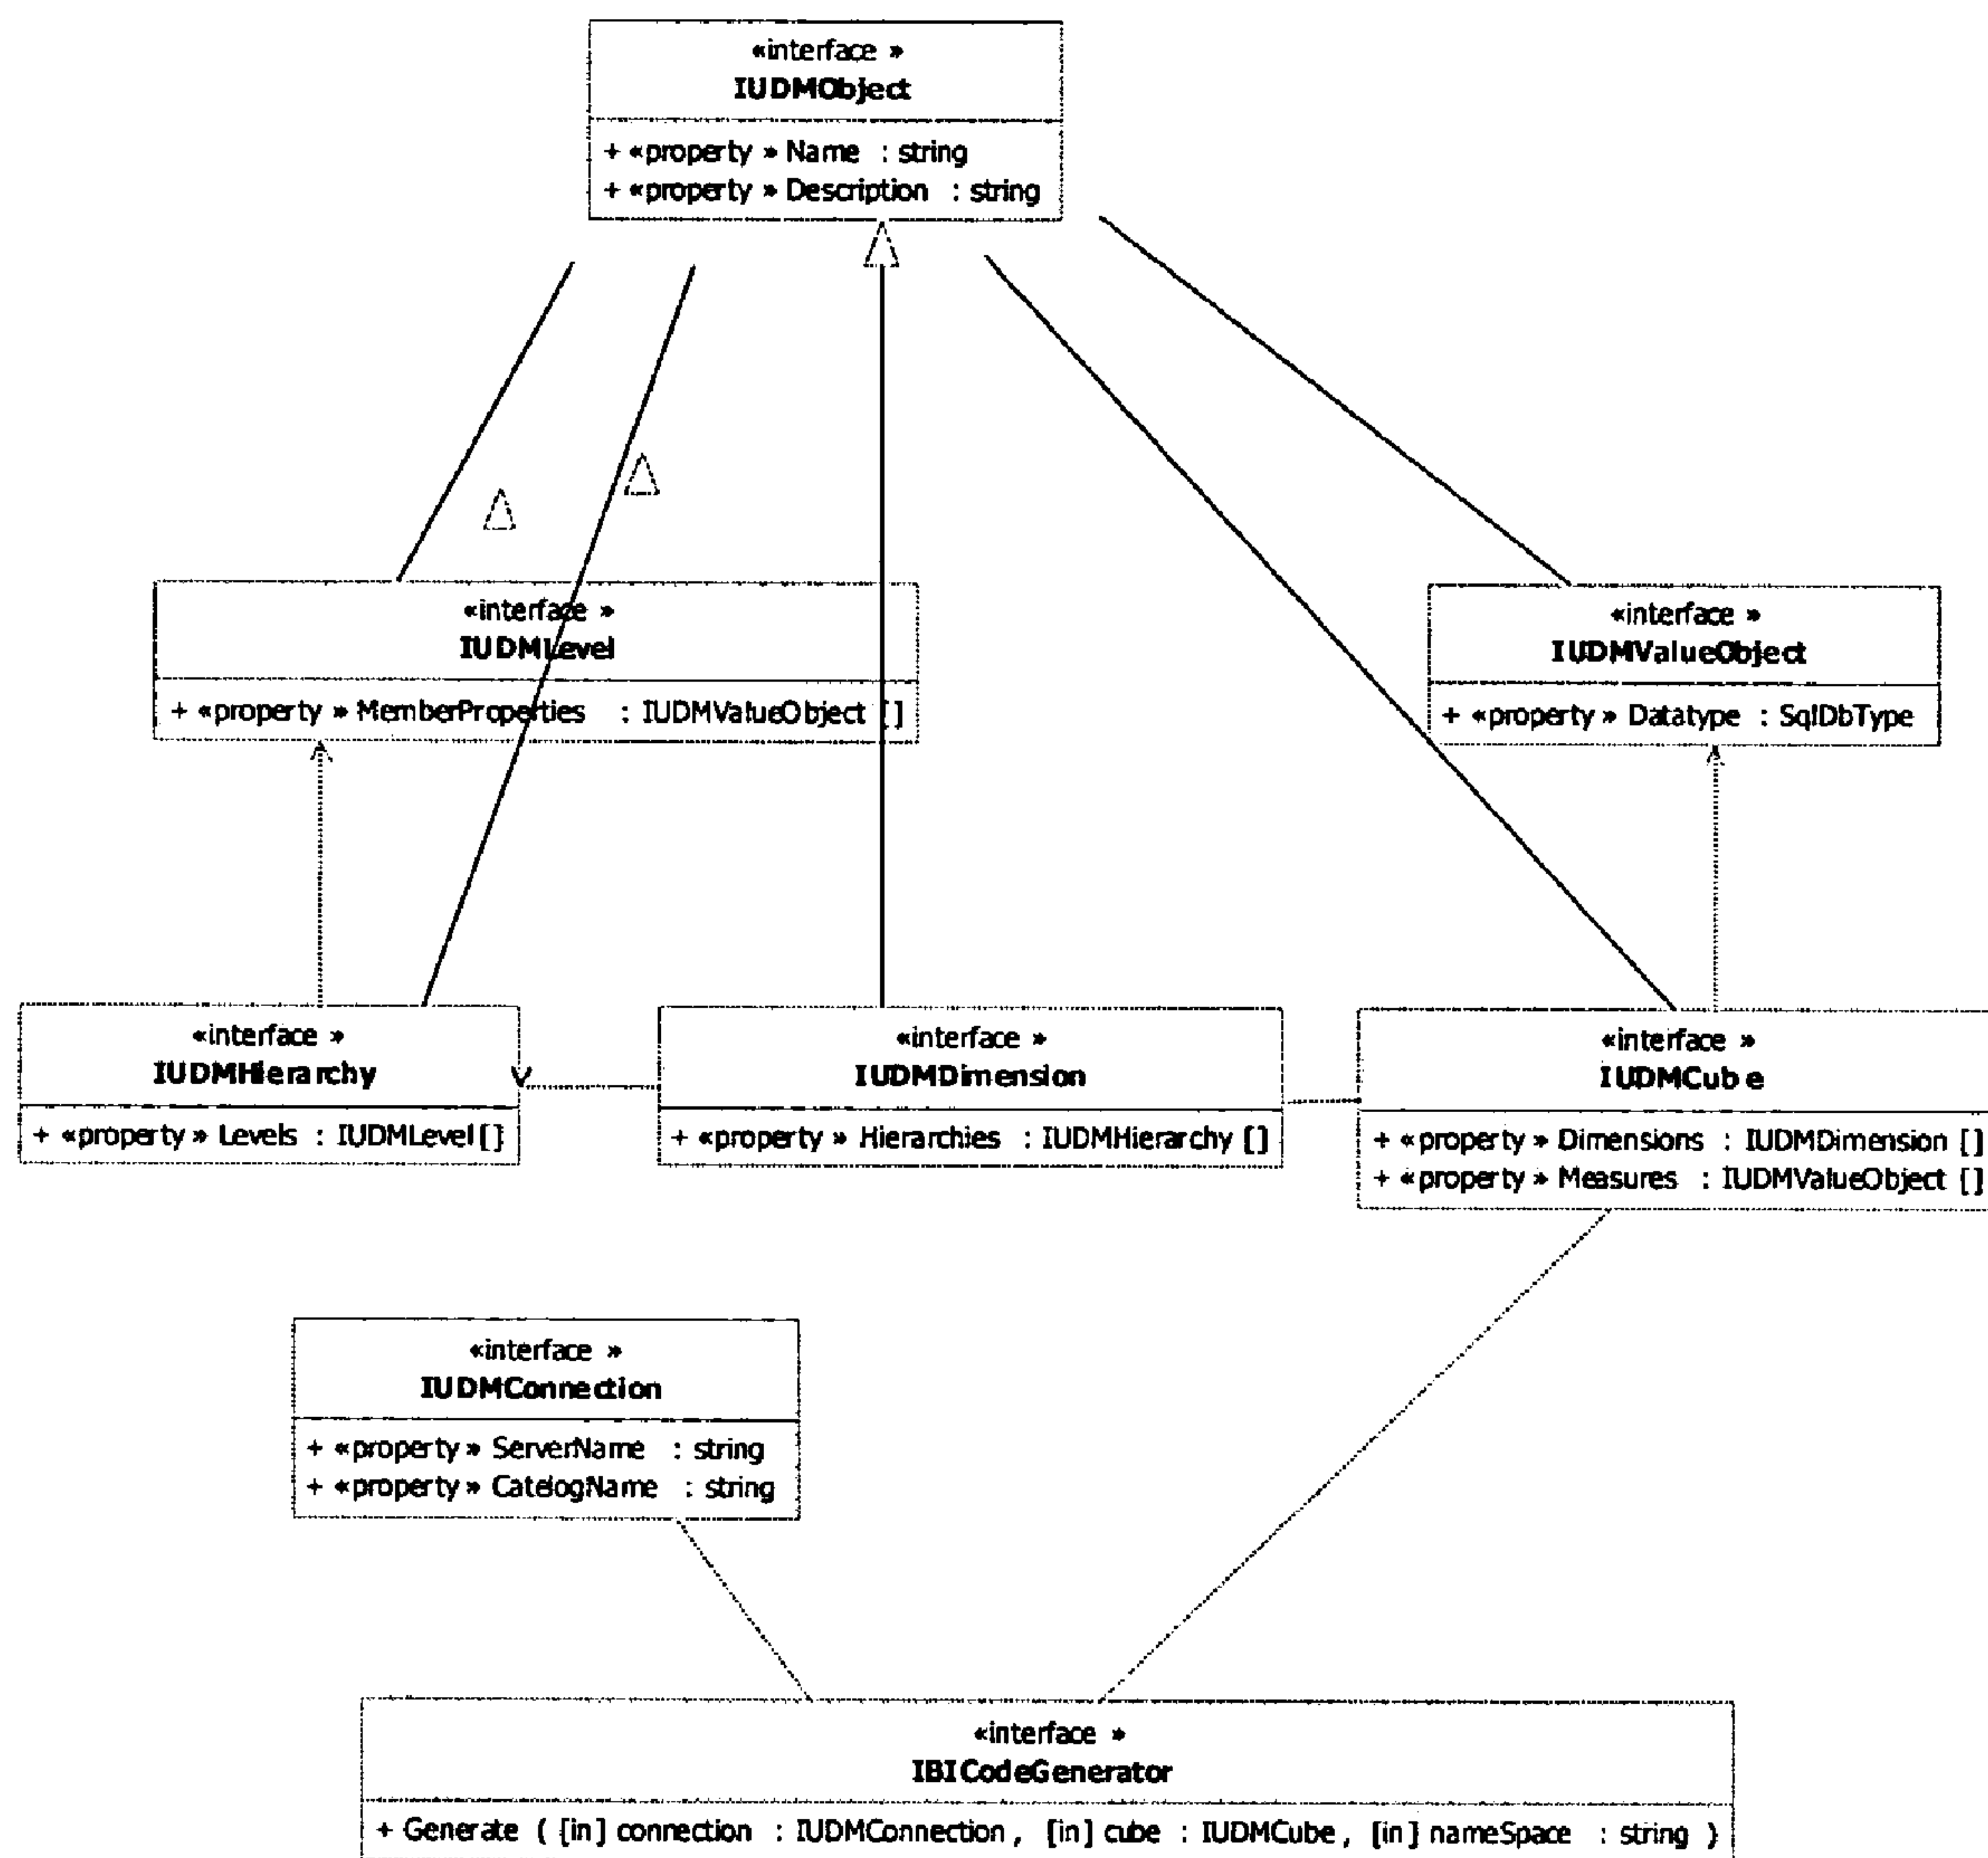 «interface »
IUDMObject
+ «property » Name : string
+ «property » Description : string
«interface »
IUDMLevel
+ «property » MemberProperties : IUDMValueObject []
«interface »
IUDMValueObject
+ «property » Datatype : SqlDbType
«interface »
IUDMHierarchy
+ «property » Levels : IUDMLevel[]
«interface »
IUDMDimension
+ «property » Hierarchies : IUDMHierarchy []
«interface »
IUDMCube
+ «property » Dimensions : IUDMDimension []
+ «property » Measures : IUDMValueObject []
«interface »
IUDMConnection
+ «property » ServerName : string
+ «property » CatelogName : string
«interface »
IBICodeGenerator
+ Generate ( [in] connection : IUDMConnection, [in] cube : IUDMCube, [in] nameSpace : string )